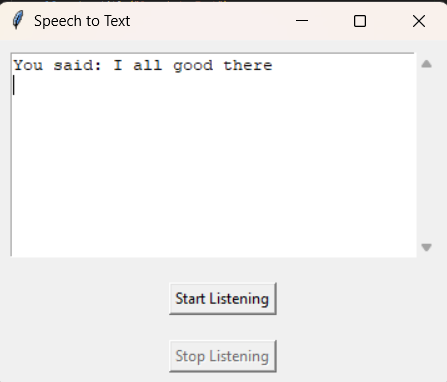 Speech to Text
You said: I all good there
Start Listening
Stop Listening